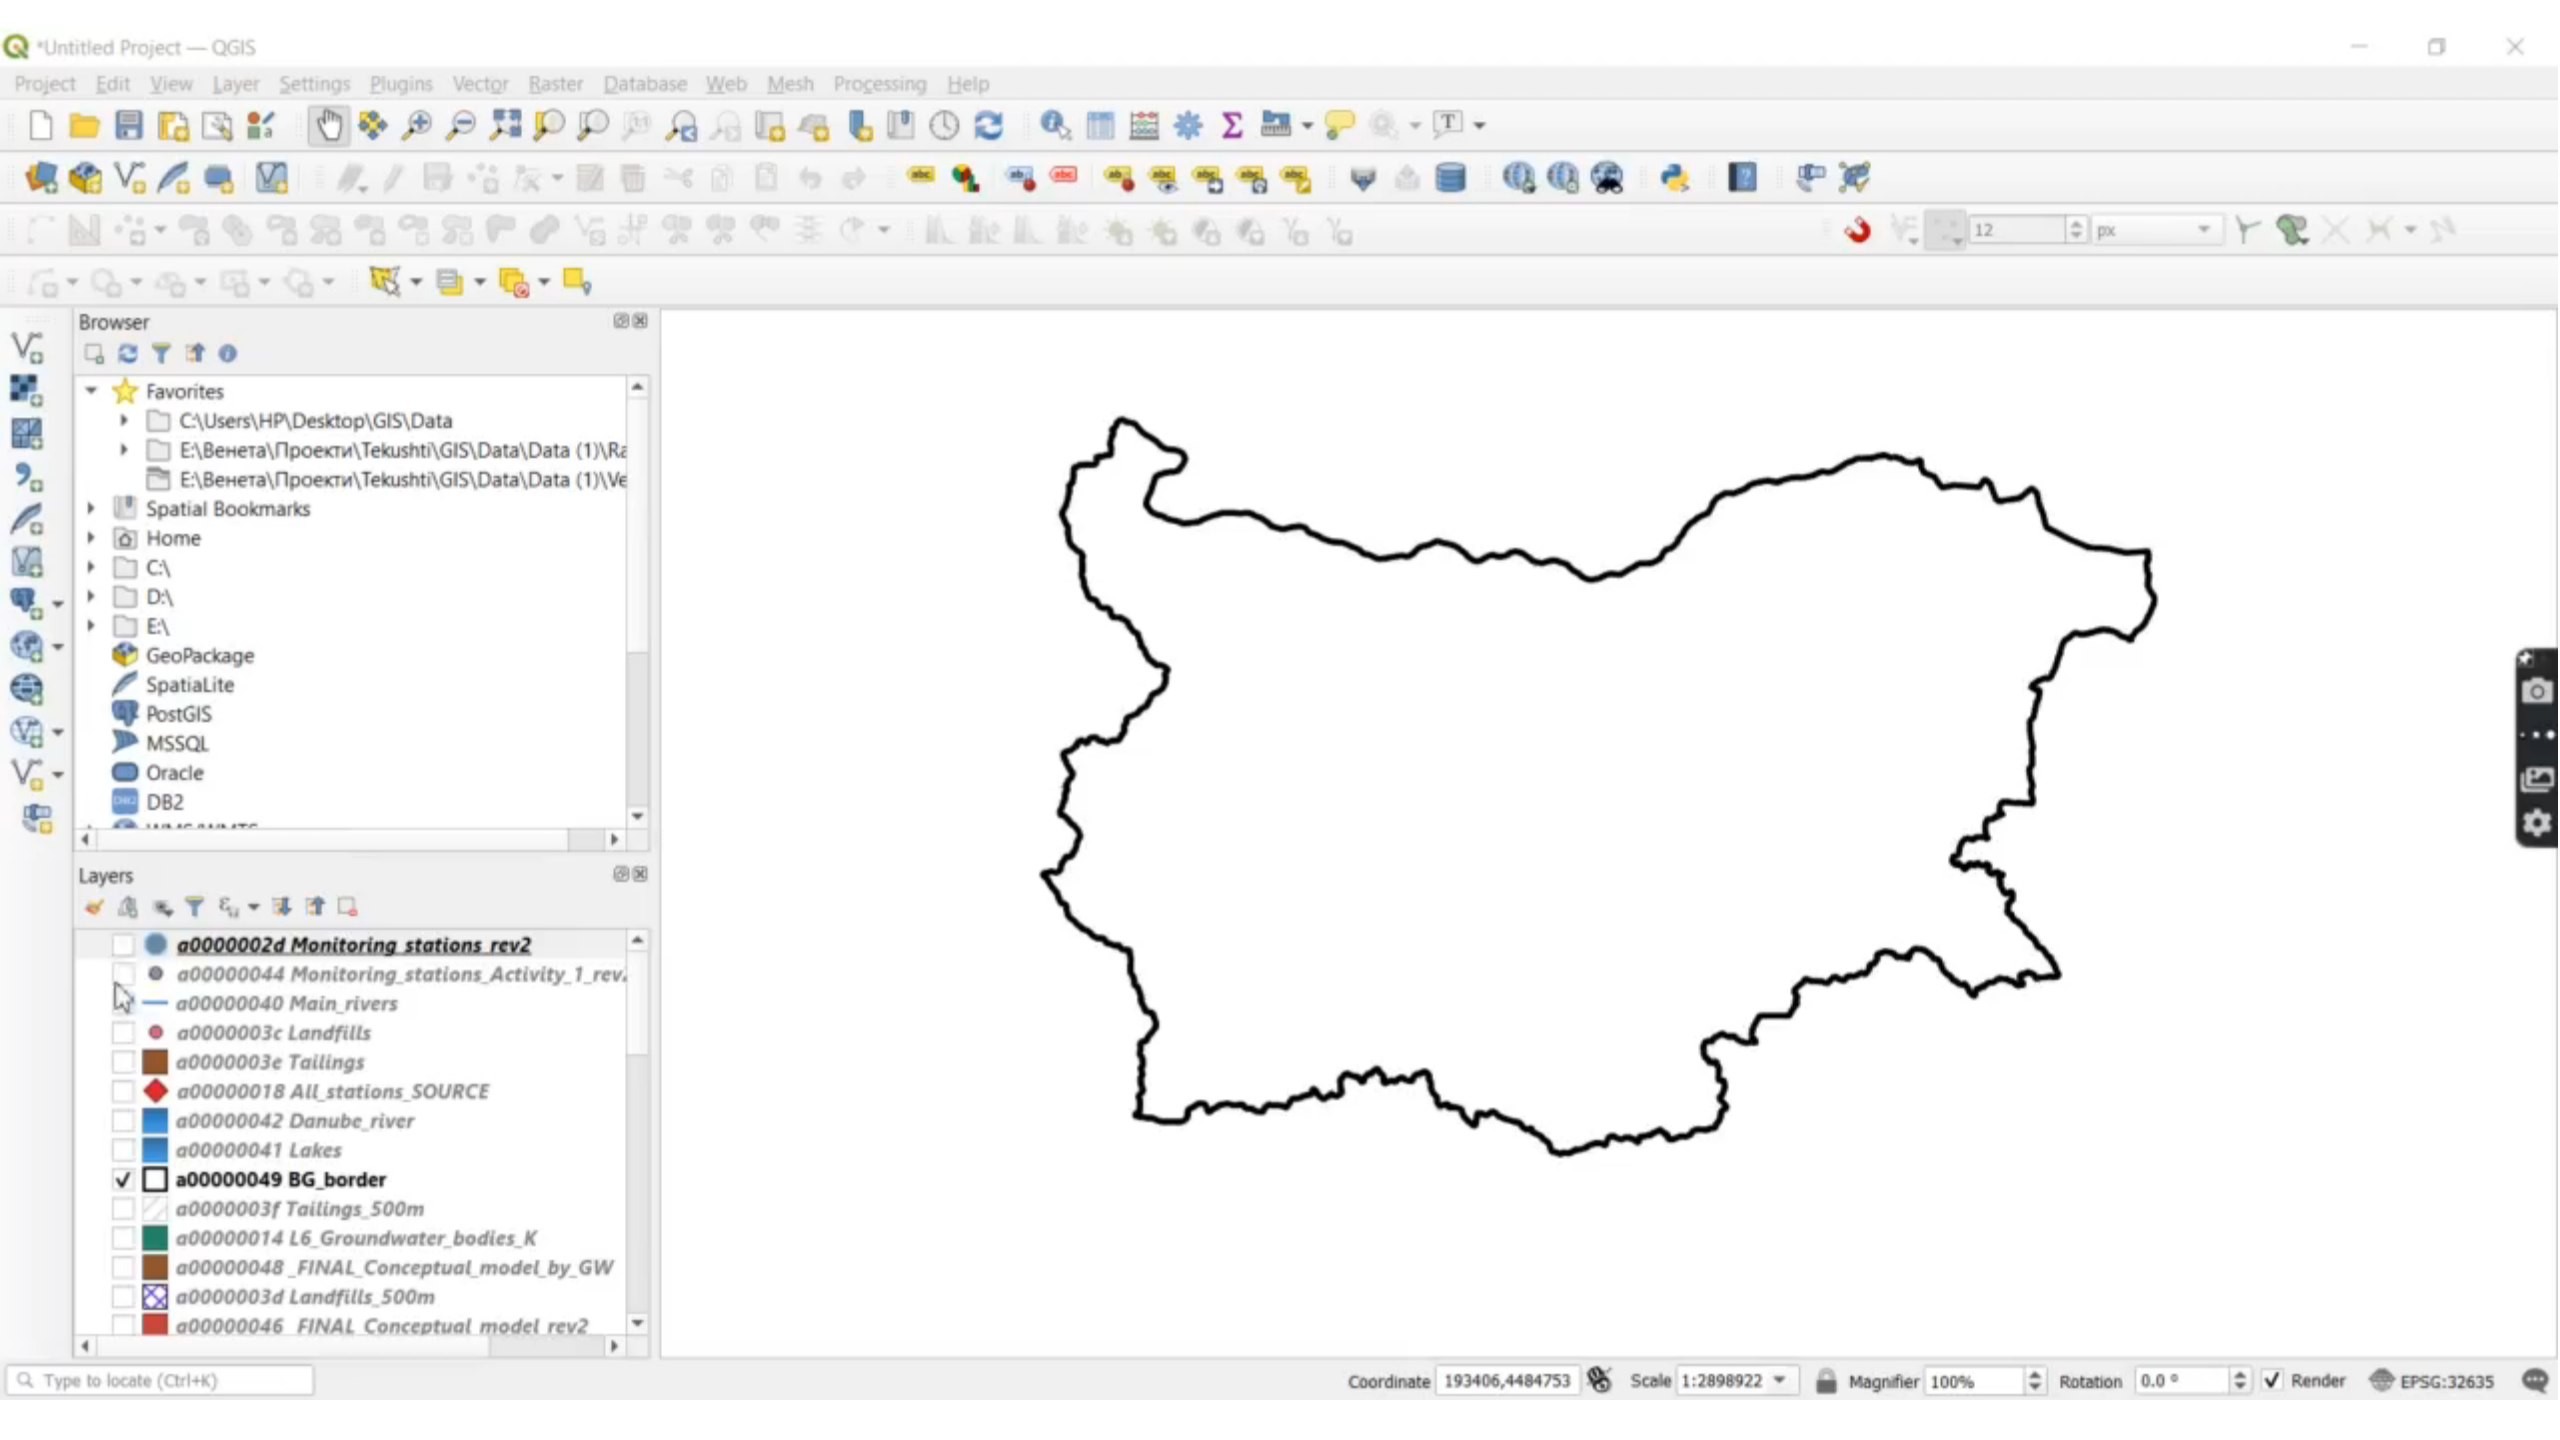 *Untitled Project — QGIS
Project Edit View Layer Settings Plugins Vector Raster Database Web Mesh Processing Help
12 px
Browser
Favorites
C:\Users\HP\Desktop\GIS\Data
E:\Венета\Проекти\Tekushti\GIS\Data\Data (1)\Ra
E:\Венета\Проекти\Tekushti\GIS\Data\Data (1)\Ve
Spatial Bookmarks
Home
C:\
D:\
E:\
GeoPackage
SpatiaLite
PostGIS
MSSQL
Oracle
DB2
WMS/WMTS
Layers
a0000002d Monitoring_stations_rev2
a00000044 Monitoring_stations_Activity_1_rev
a00000040 Main_rivers
a0000003c Landfills
a0000003e Tailings
a00000018 All_stations_SOURCE
a00000042 Danube_river
a00000041 Lakes
a00000049 BG_border
a0000003f Tailings_500m
a00000014 L6_Groundwater_bodies_K
a00000048 _FINAL_Conceptual_model_by_GW
a0000003d Landfills_500m
a00000046 _FINAL_Conceptual_model_rev2
Type to locate (Ctrl+K) Coordinate 193406,4484753 Scale 1:2898922 Magnifier 100% Rotation 0.0 ° Render EPSG:32635